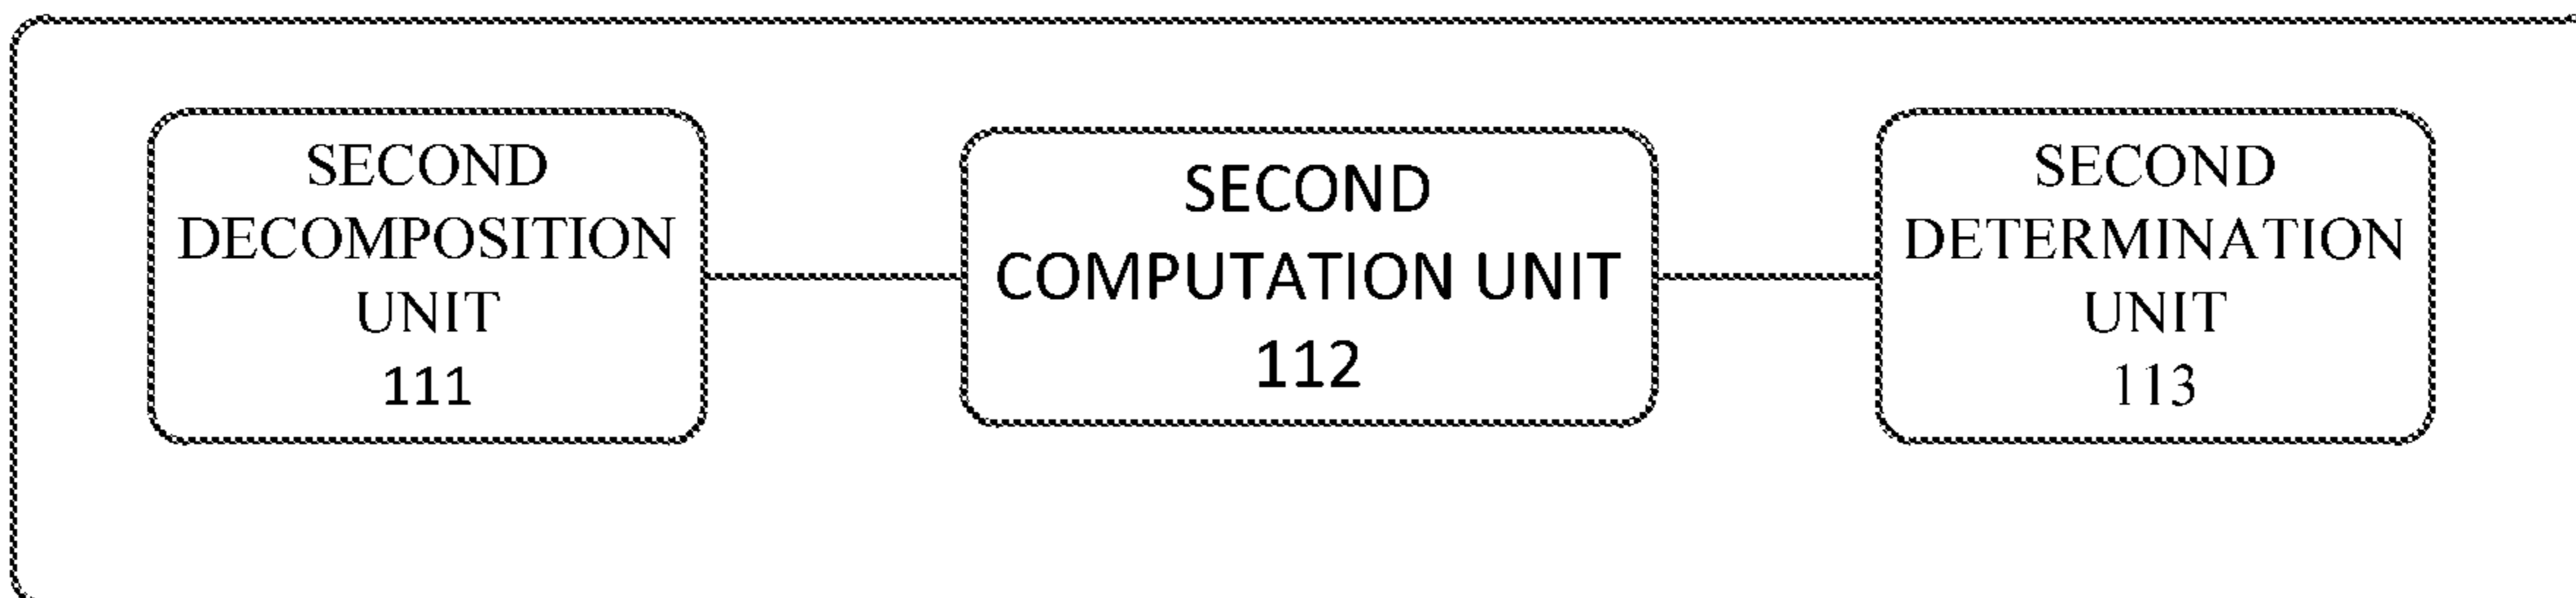 SECOND
DECOMPOSITION
UNIT
111
SECOND
COMPUTATION UNIT
112
SECOND
DETERMINATION
UNIT
113